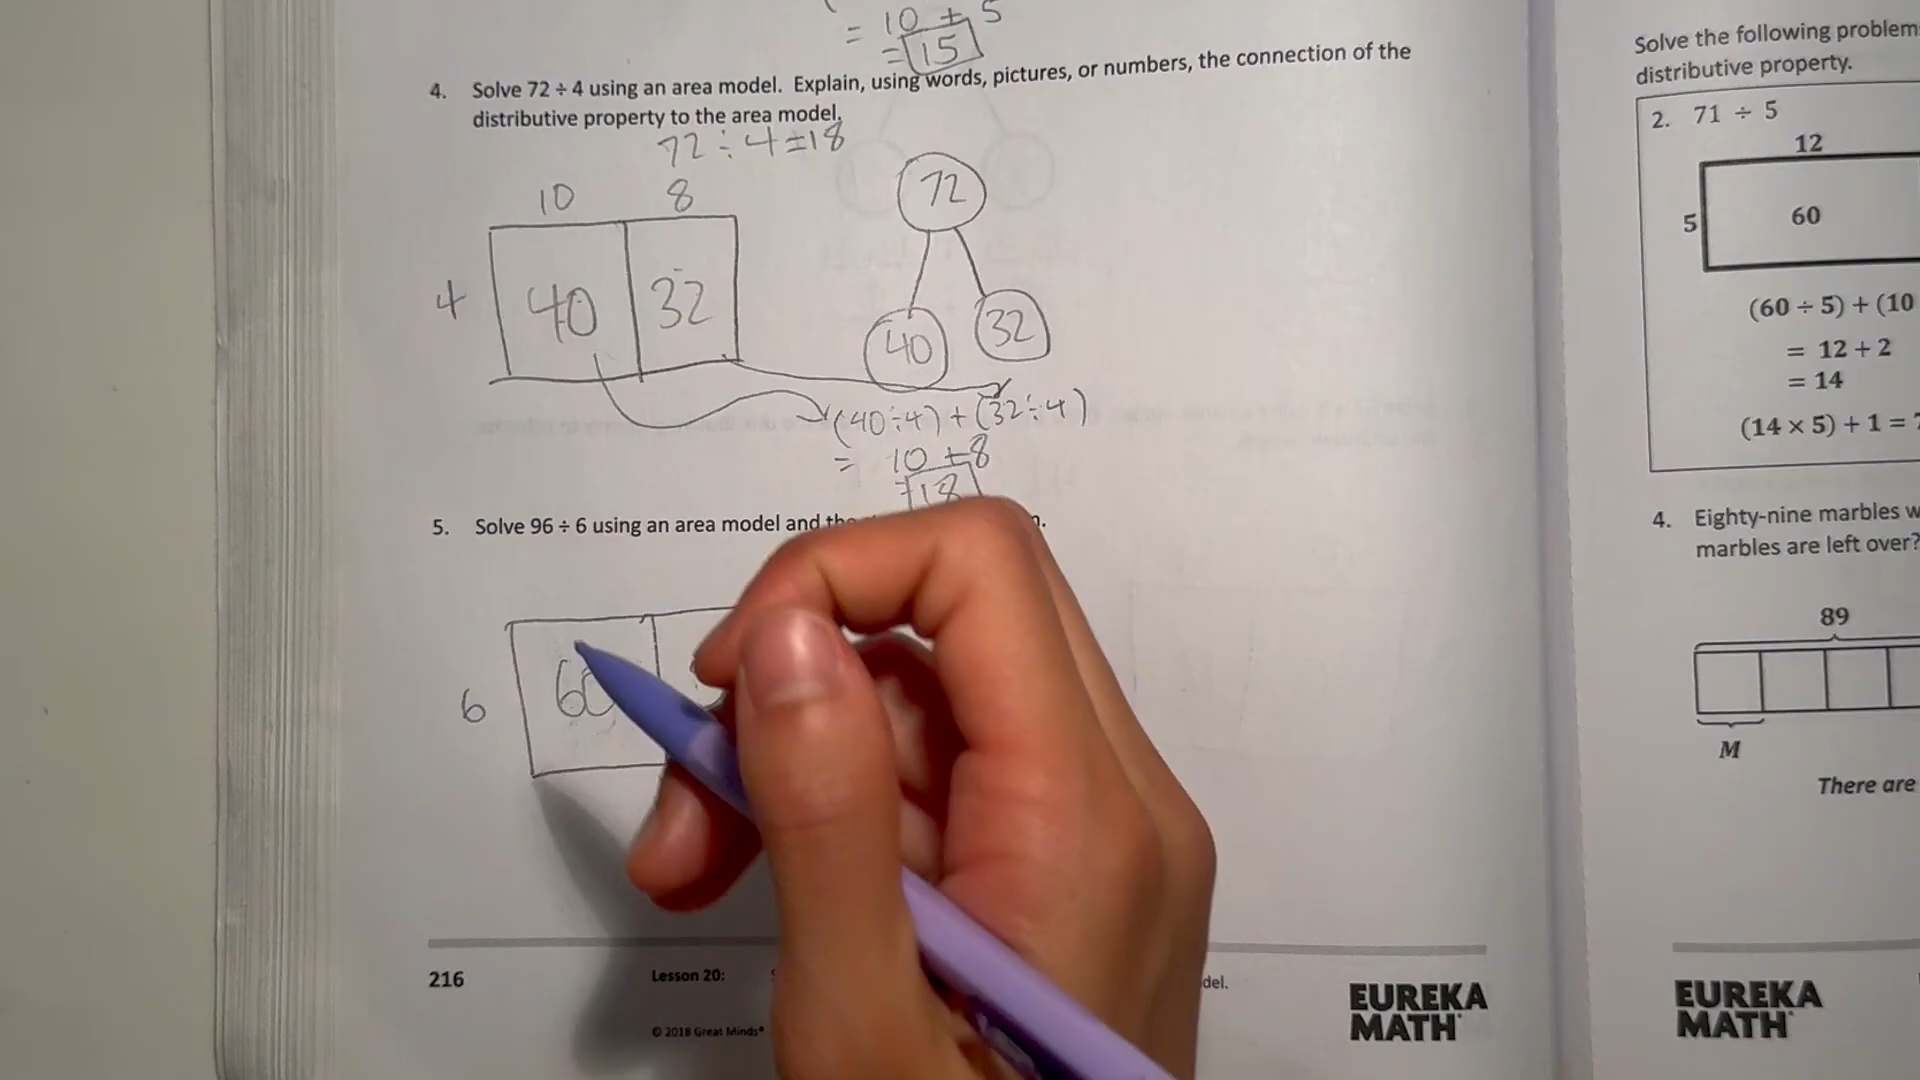 = 10 + 5
= 15
4. Solve 72 ÷ 4 using an area model. Explain, using words, pictures, or numbers, the connection of the
distributive property to the area model.
72 ÷ 4 = 18
10 8
4 40 32
72
40 32
(40 ÷ 4) + (32 ÷ 4)
= 10 + 8
= 18
5. Solve 96 ÷ 6 using an area model and
6 60
216
Lesson 20:
© 2018 Great Minds®
EUREKA
MATH
Solve the following problem
distributive property.
2. 71 ÷ 5
12
5 60
(60 ÷ 5) + (10
= 12 + 2
= 14
(14 × 5) + 1 =
4. Eighty-nine marbles
marbles are left over?
89
M
There are
EUREKA
MATH